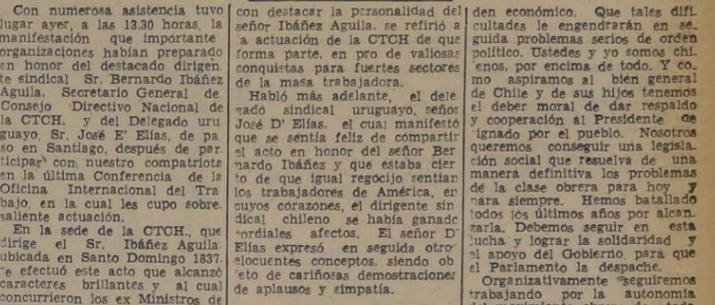 Con numerosa asistencia tuvo
lugar ayer, a las 13.30 horas, la
manifestación que importante
organizaciones habían preparado
en honor del destacado dirigen
te sindical Sr. Bernardo Ibáñez
Aguila, Secretario General de
Consejo Directivo Nacional de
la CTCH. y del Delegado uru
guayo, Sr. José E' Elías, de pa
so en Santiago, después de par
ticipar con nuestro compatriota
en la última Conferencia de la
Oficina Internacional del Tra
bajo, en la cual les cupo sobre
saliente actuación.
En la sede de la CTCH., que
dirige el Sr. Ibáñez Aguila
ubicada en Santo Domingo 1837
e efectuó este acto que alcanzó
caracteres brillantes y al cual
concurrieron los ex Ministros de
con destacar la personalidad del
señor Ibáñez Aguila. se refirió a
la actuación de la CTCH de que
forma parte, en pro de valiosas
conquistas para fuertes sectores
de la masa trabajadora.
Habló más adelante, el dele
gado sindical uruguayo, señor
José D' Elías, el cual manifestó
que se sentía feliz de compartir
el acto en honor del señor Ber
nardo Ibáñez y que estaba cier
to de que igual regocijo sentían
los trabajadores de América, en
cuyos corazones, el dirigente sin
dical chileno se había ganado
cordiales afectos. El señor D'
Elías expresó en seguida otro
elocuentes conceptos, siendo ob
eto de cariñosas demostraciones
de aplausos y simpatía.
den económico. Que tales difi
cultades le engendrarán en se
guida problemas serios de orden
político. Ustedes y yo somos chi
enos, por encima de todo. Y co
mo aspiramos al bien general
de Chile y de sus hijos tenemos
el deber moral de dar respaldo
y cooperación al Presidente de
ignado por el pueblo. Nosotros
queremos conseguir una legisla
ción social que resuelva de una
manera definitiva los problemas
de la clase obrera para hoy y
para siempre. Hemos batallado
todos los últimos años por alcan
zarla. Debemos seguir en esta
lucha y lograr la solidaridad y
el apoyo del Gobierno, para que
el Parlamento la despache.
Organizativamente seguiremos
trabajando por la autonomía